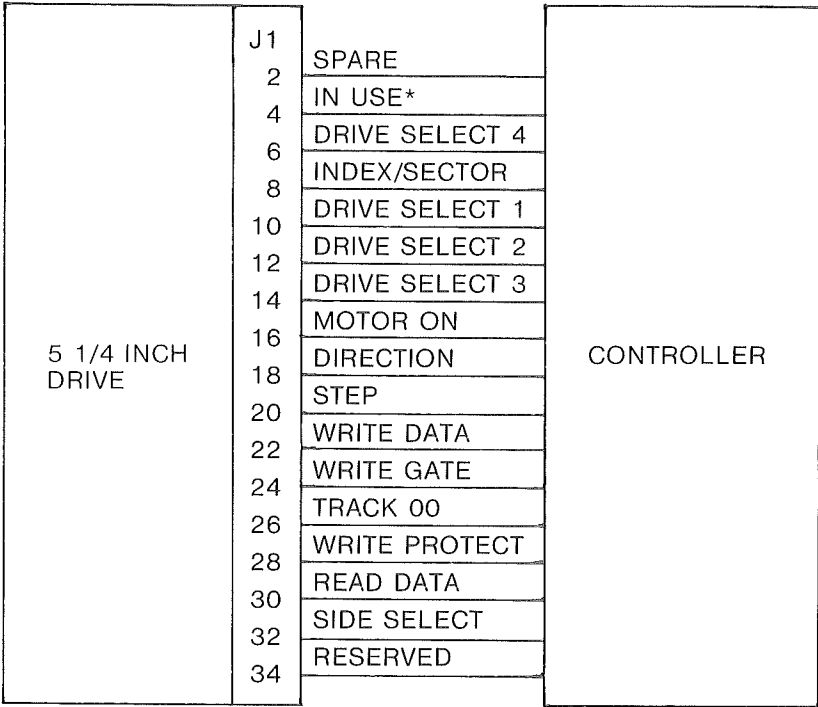 J1
SPARE
2
IN USE*
4
DRIVE SELECT 4
6
INDEX/SECTOR
8
DRIVE SELECT 1
10
DRIVE SELECT 2
12
DRIVE SELECT 3
14
MOTOR ON
16
5 1/4 INCH
DRIVE
DIRECTION
CONTROLLER
18
STEP
20
WRITE DATA
22
WRITE GATE
24
TRACK 00
26
WRITE PROTECT
28
READ DATA
30
SIDE SELECT
32
RESERVED
34